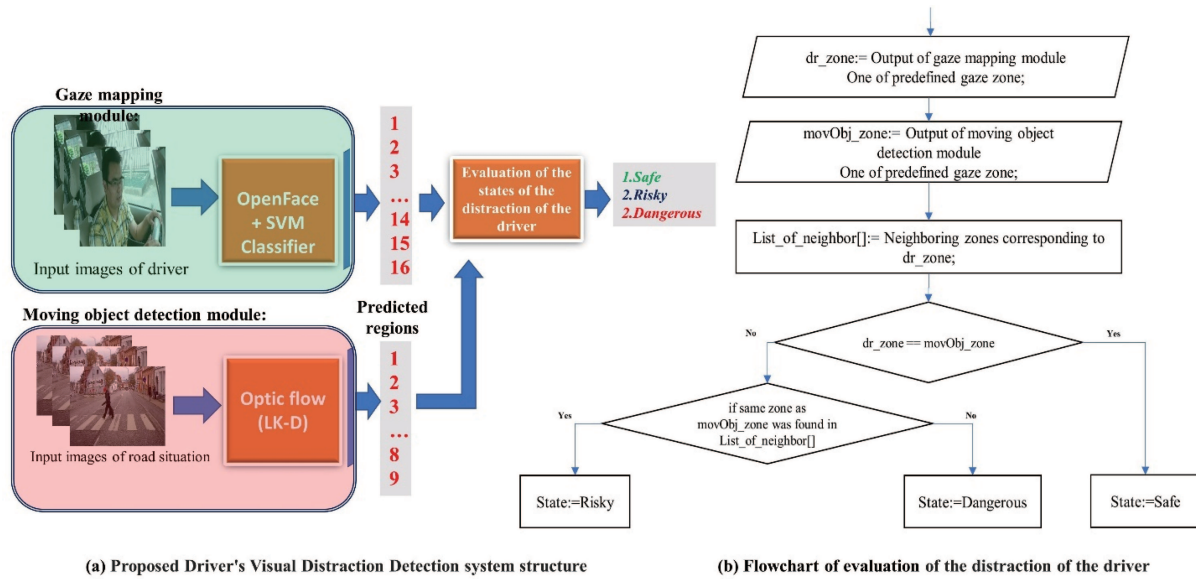 Gaze mapping
module:
OpenFace
+ SVM
Classifier
Input images of driver
1
2
3
...
14
15
16
Evaluation of the
states of the
distraction of the
driver
1.Safe
2.Risky
2.Dangerous
Moving object detection module:
Optic flow
(LK-D)
Input images of road situation
Predicted
regions
1
2
3
...
8
9
(a) Proposed Driver's Visual Distraction Detection system structure
dr_zone:= Output of gaze mapping module
One of predefined gaze zone;
movObj_zone:= Output of moving object
detection module
One of predefined gaze zone;
List_of_neighbor[]:= Neighboring zones corresponding to
dr_zone;
No
dr_zone == movObj_zone
Yes
Yes
if same zone as
movObj_zone was found in
List_of_neighbor[]
No
State:=Risky
State:=Dangerous
State:=Safe
(b) Flowchart of evaluation of the distraction of the driver